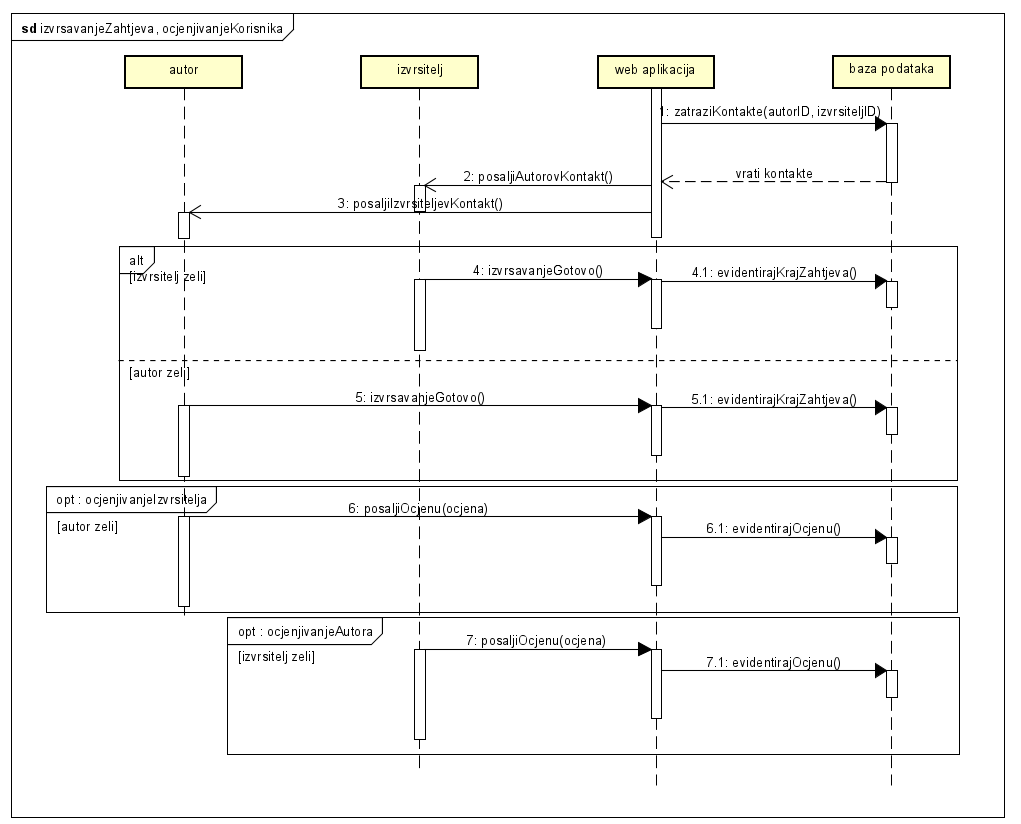 sd izvrsavanjeZahtjeva, ocjenjivanjeKorisnika
autor
izvrsitelj
web aplikacija
baza podataka
1: zatraziKontakte(autorID, izvrsiteljID)
vrati kontakte
2: posaljiAutorovKontakt()
3: posaljiIzvrsiteljevKontakt()
alt
[izvrsitelj zeli]
4: izvrsavanjeGotovo()
4.1: evidentirajKrajZahtjeva()
[autor zeli]
5: izvrsavanjeGotovo()
5.1: evidentirajKrajZahtjeva()
opt : ocjenjivanjeIzvrsitelja
[autor zeli]
6: posaljiOcjenu(ocjena)
6.1: evidentirajOcjenu()
opt : ocjenjivanjeAutora
[izvrsitelj zeli]
7: posaljiOcjenu(ocjena)
7.1: evidentirajOcjenu()